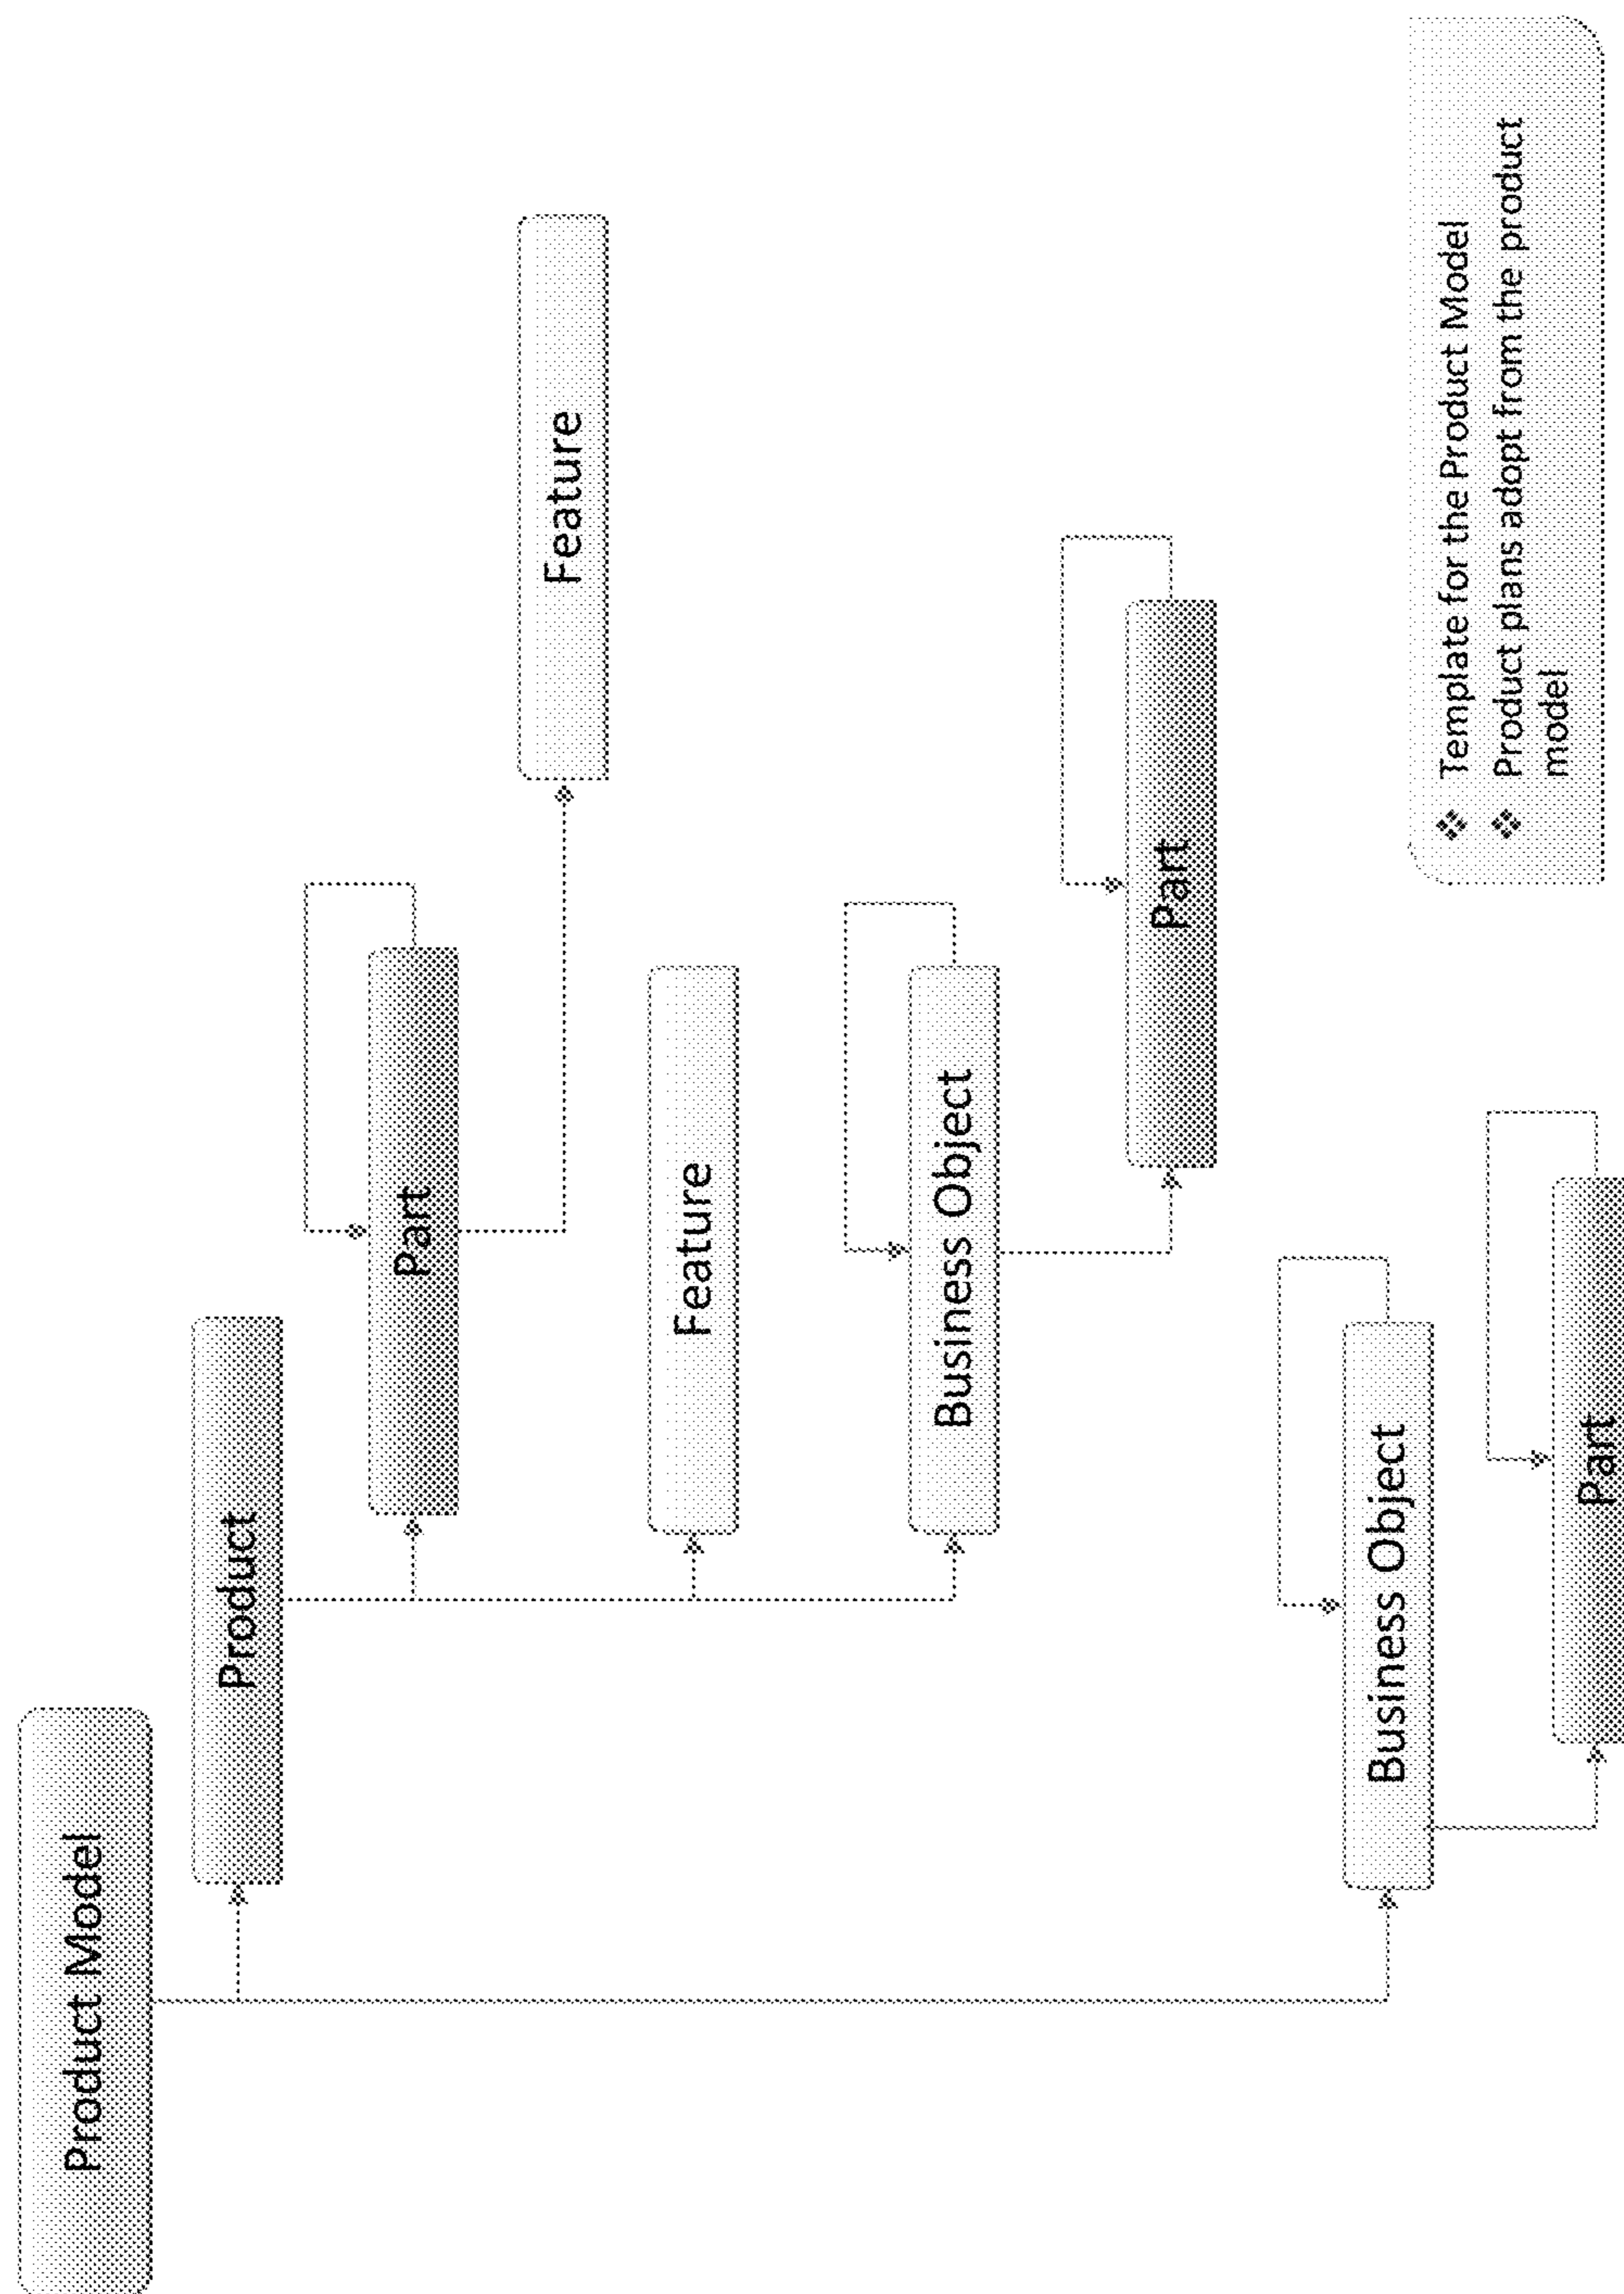 Product Model
Product
Part
Feature
Feature
Business Object
Part
Business Object
Part
❖ Template for the Product Model
❖ Product plans adopt from the product
model